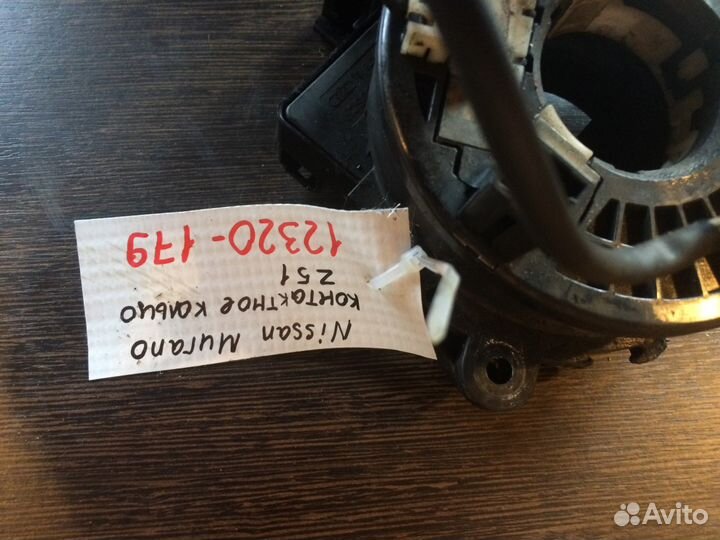 Nissan Murano
контактное кольцо
Z51
12320-179
Avito